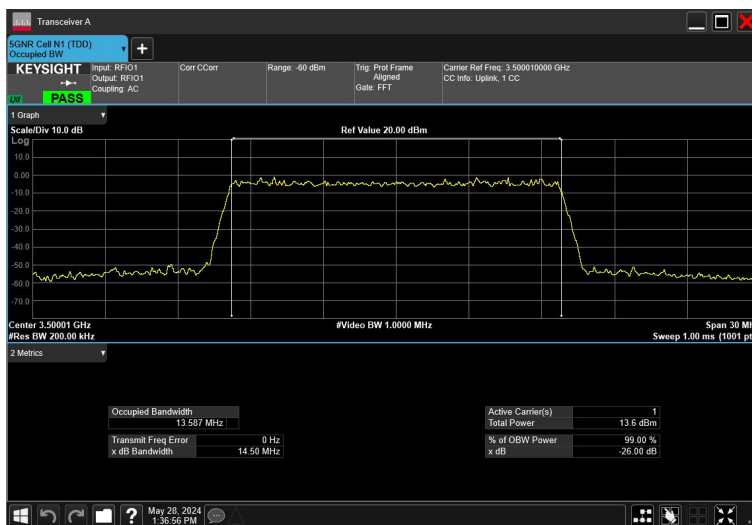 Transceiver A
5GNR Cell N1 (TDD)
Occupied BW
KEYSIGHT
LXI
PASS
Input: RFIO1
Output: RFIO1
Coupling: AC
Corr CCorr
Range: -60 dBm
Trig: Prot Frame
Aligned
Gate: FFT
Carrier Ref Freq: 3.500010000 GHz
CC Info: Uplink, 1 CC
1 Graph
Scale/Div 10.0 dB
Ref Value 20.00 dBm
Log
10.0
0.00
-10.0
-20.0
-30.0
-40.0
-50.0
-60.0
-70.0
Center 3.50001 GHz
#Video BW 1.0000 MHz
Span 30 MH
#Res BW 200.00 kHz
Sweep 1.00 ms (1001 pt
2 Metrics
Occupied Bandwidth
13.587 MHz
Transmit Freq Error 0 Hz
x dB Bandwidth 14.50 MHz
Active Carrier(s) 1
Total Power 13.6 dBm
% of OBW Power 99.00 %
x dB -26.00 dB
May 28, 2024
1:36:56 PM